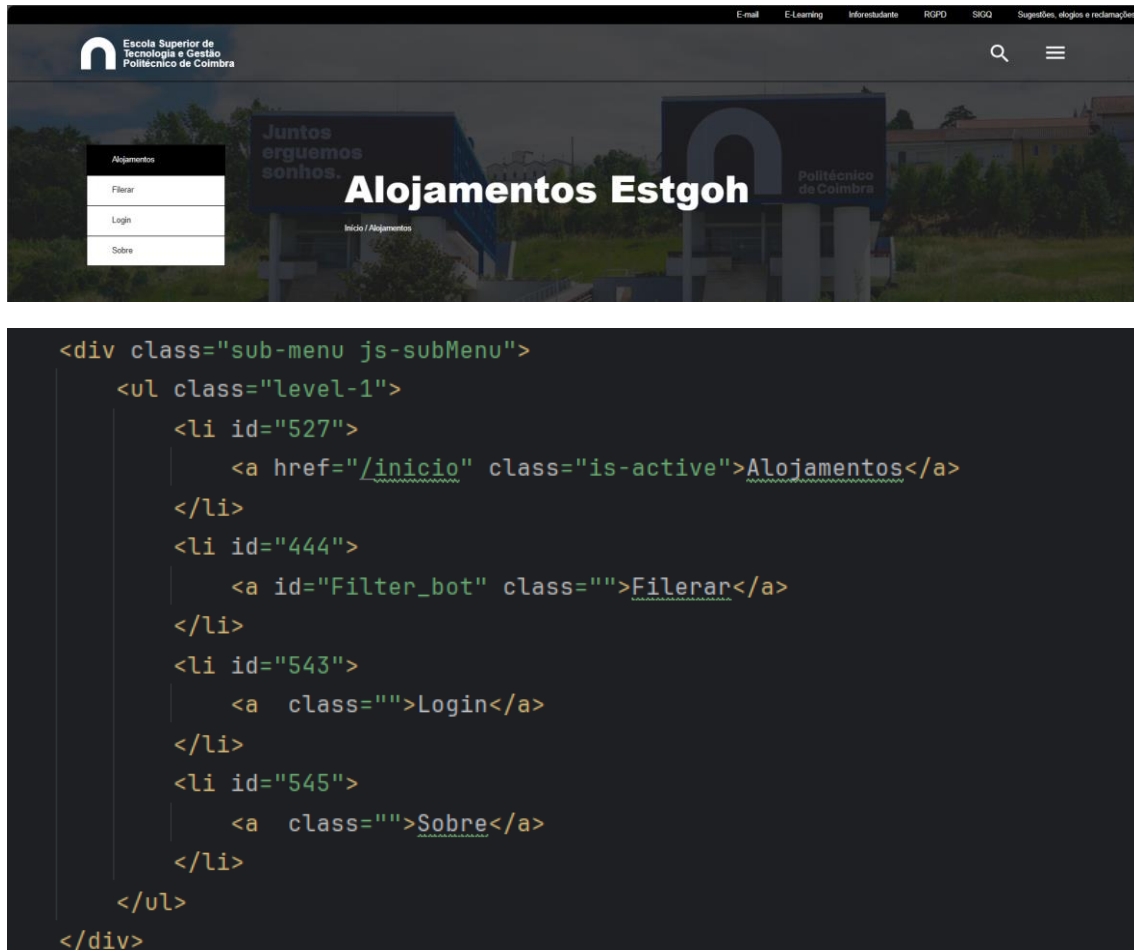 E-mail E-Learning Inforestudante RGPD SIGQ Sugestões, elogios e reclamações
Escola Superior de
Tecnologia e Gestão
Politécnico de Coimbra
Juntos
erguemos
sonhos.
Politécnico
de Coimbra
Alojamentos
Filerar
Login
Sobre
Alojamentos Estgoh
Início / Alojamentos
<div class="sub-menu js-subMenu">
<ul class="level-1">
<li id="527">
<a href="/inicio" class="is-active">Alojamentos</a>
</li>
<li id="444">
<a id="Filter_bot" class="">Filerar</a>
</li>
<li id="543">
<a  class="">Login</a>
</li>
<li id="545">
<a  class="">Sobre</a>
</li>
</ul>
</div>